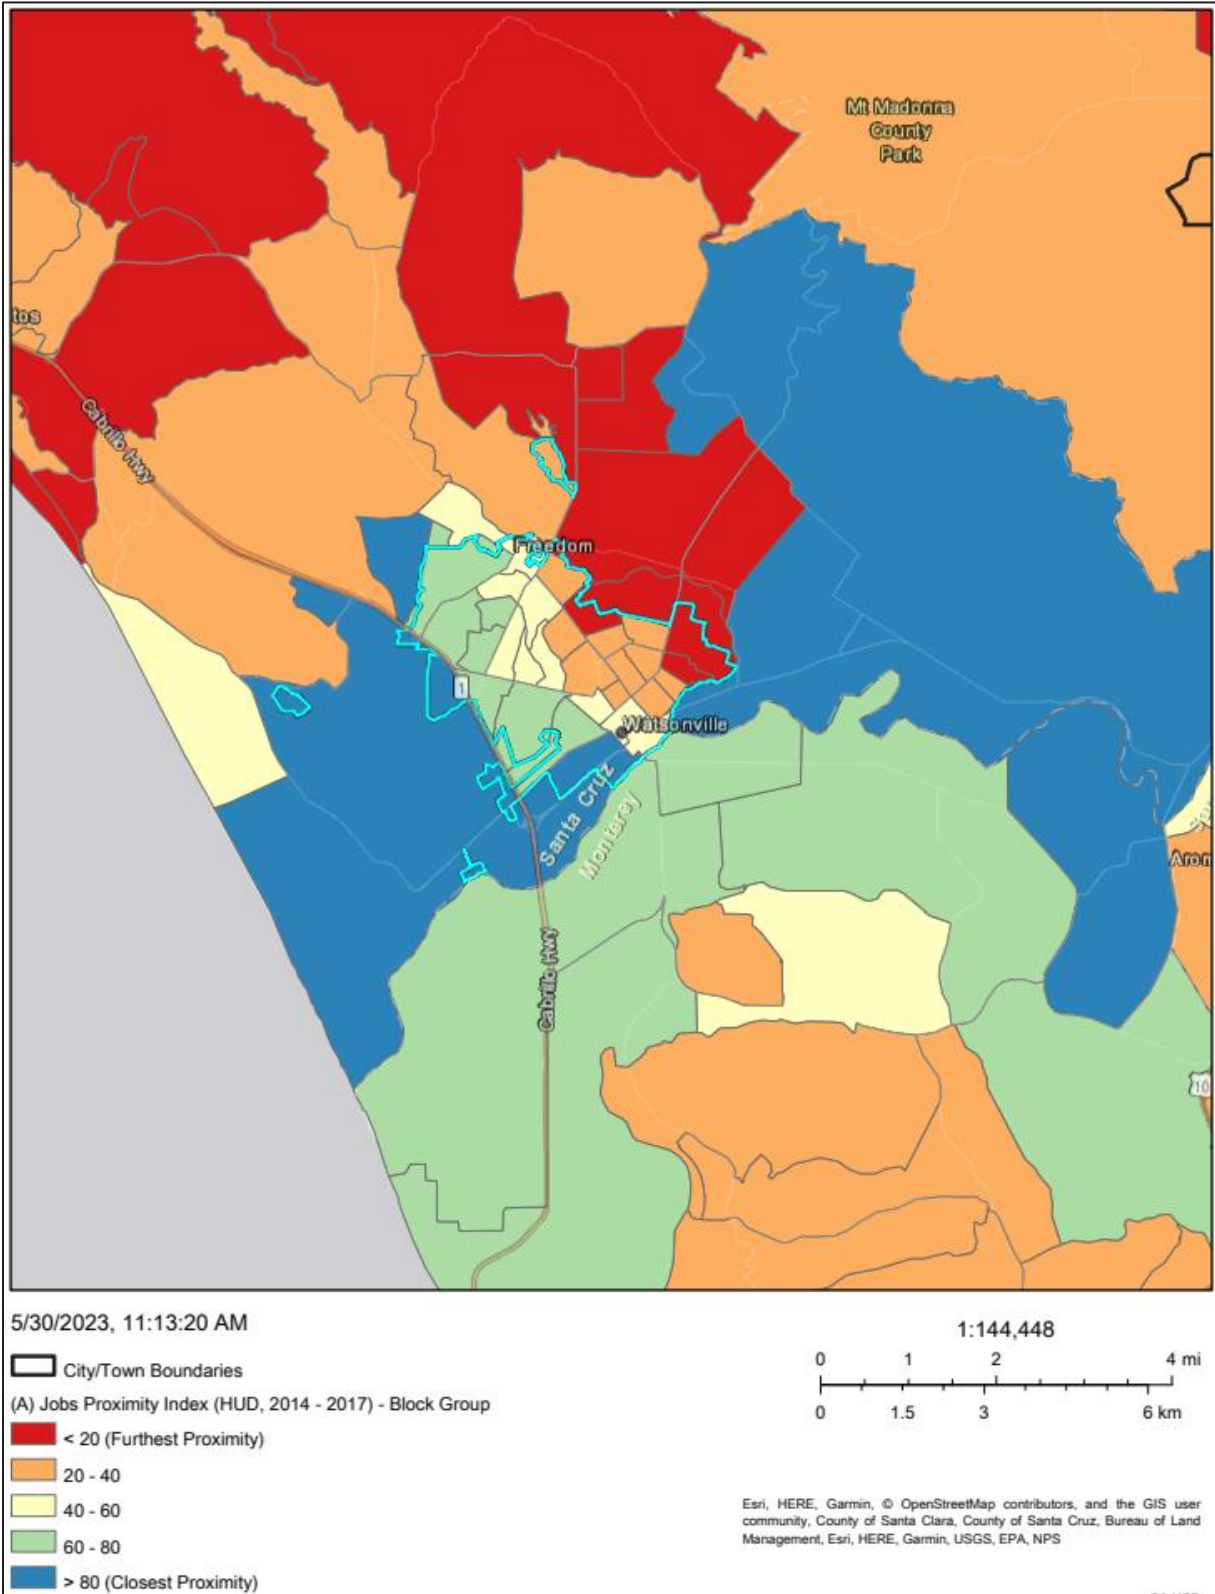 Mt Madonna
County
Park
tos
Cabrillo Hwy
Freedom
1
Watsonville
Santa Cruz
Monterey
Arom
Cabrillo Hwy
10
5/30/2023, 11:13:20 AM
1:144,448
City/Town Boundaries
0 1 2 4 mi
(A) Jobs Proximity Index (HUD, 2014 - 2017) - Block Group
0 1.5 3 6 km
< 20 (Furthest Proximity)
20 - 40
40 - 60
60 - 80
> 80 (Closest Proximity)
Esri, HERE, Garmin, © OpenStreetMap contributors, and the GIS user
community, County of Santa Clara, County of Santa Cruz, Bureau of Land
Management, Esri, HERE, Garmin, USGS, EPA, NPS